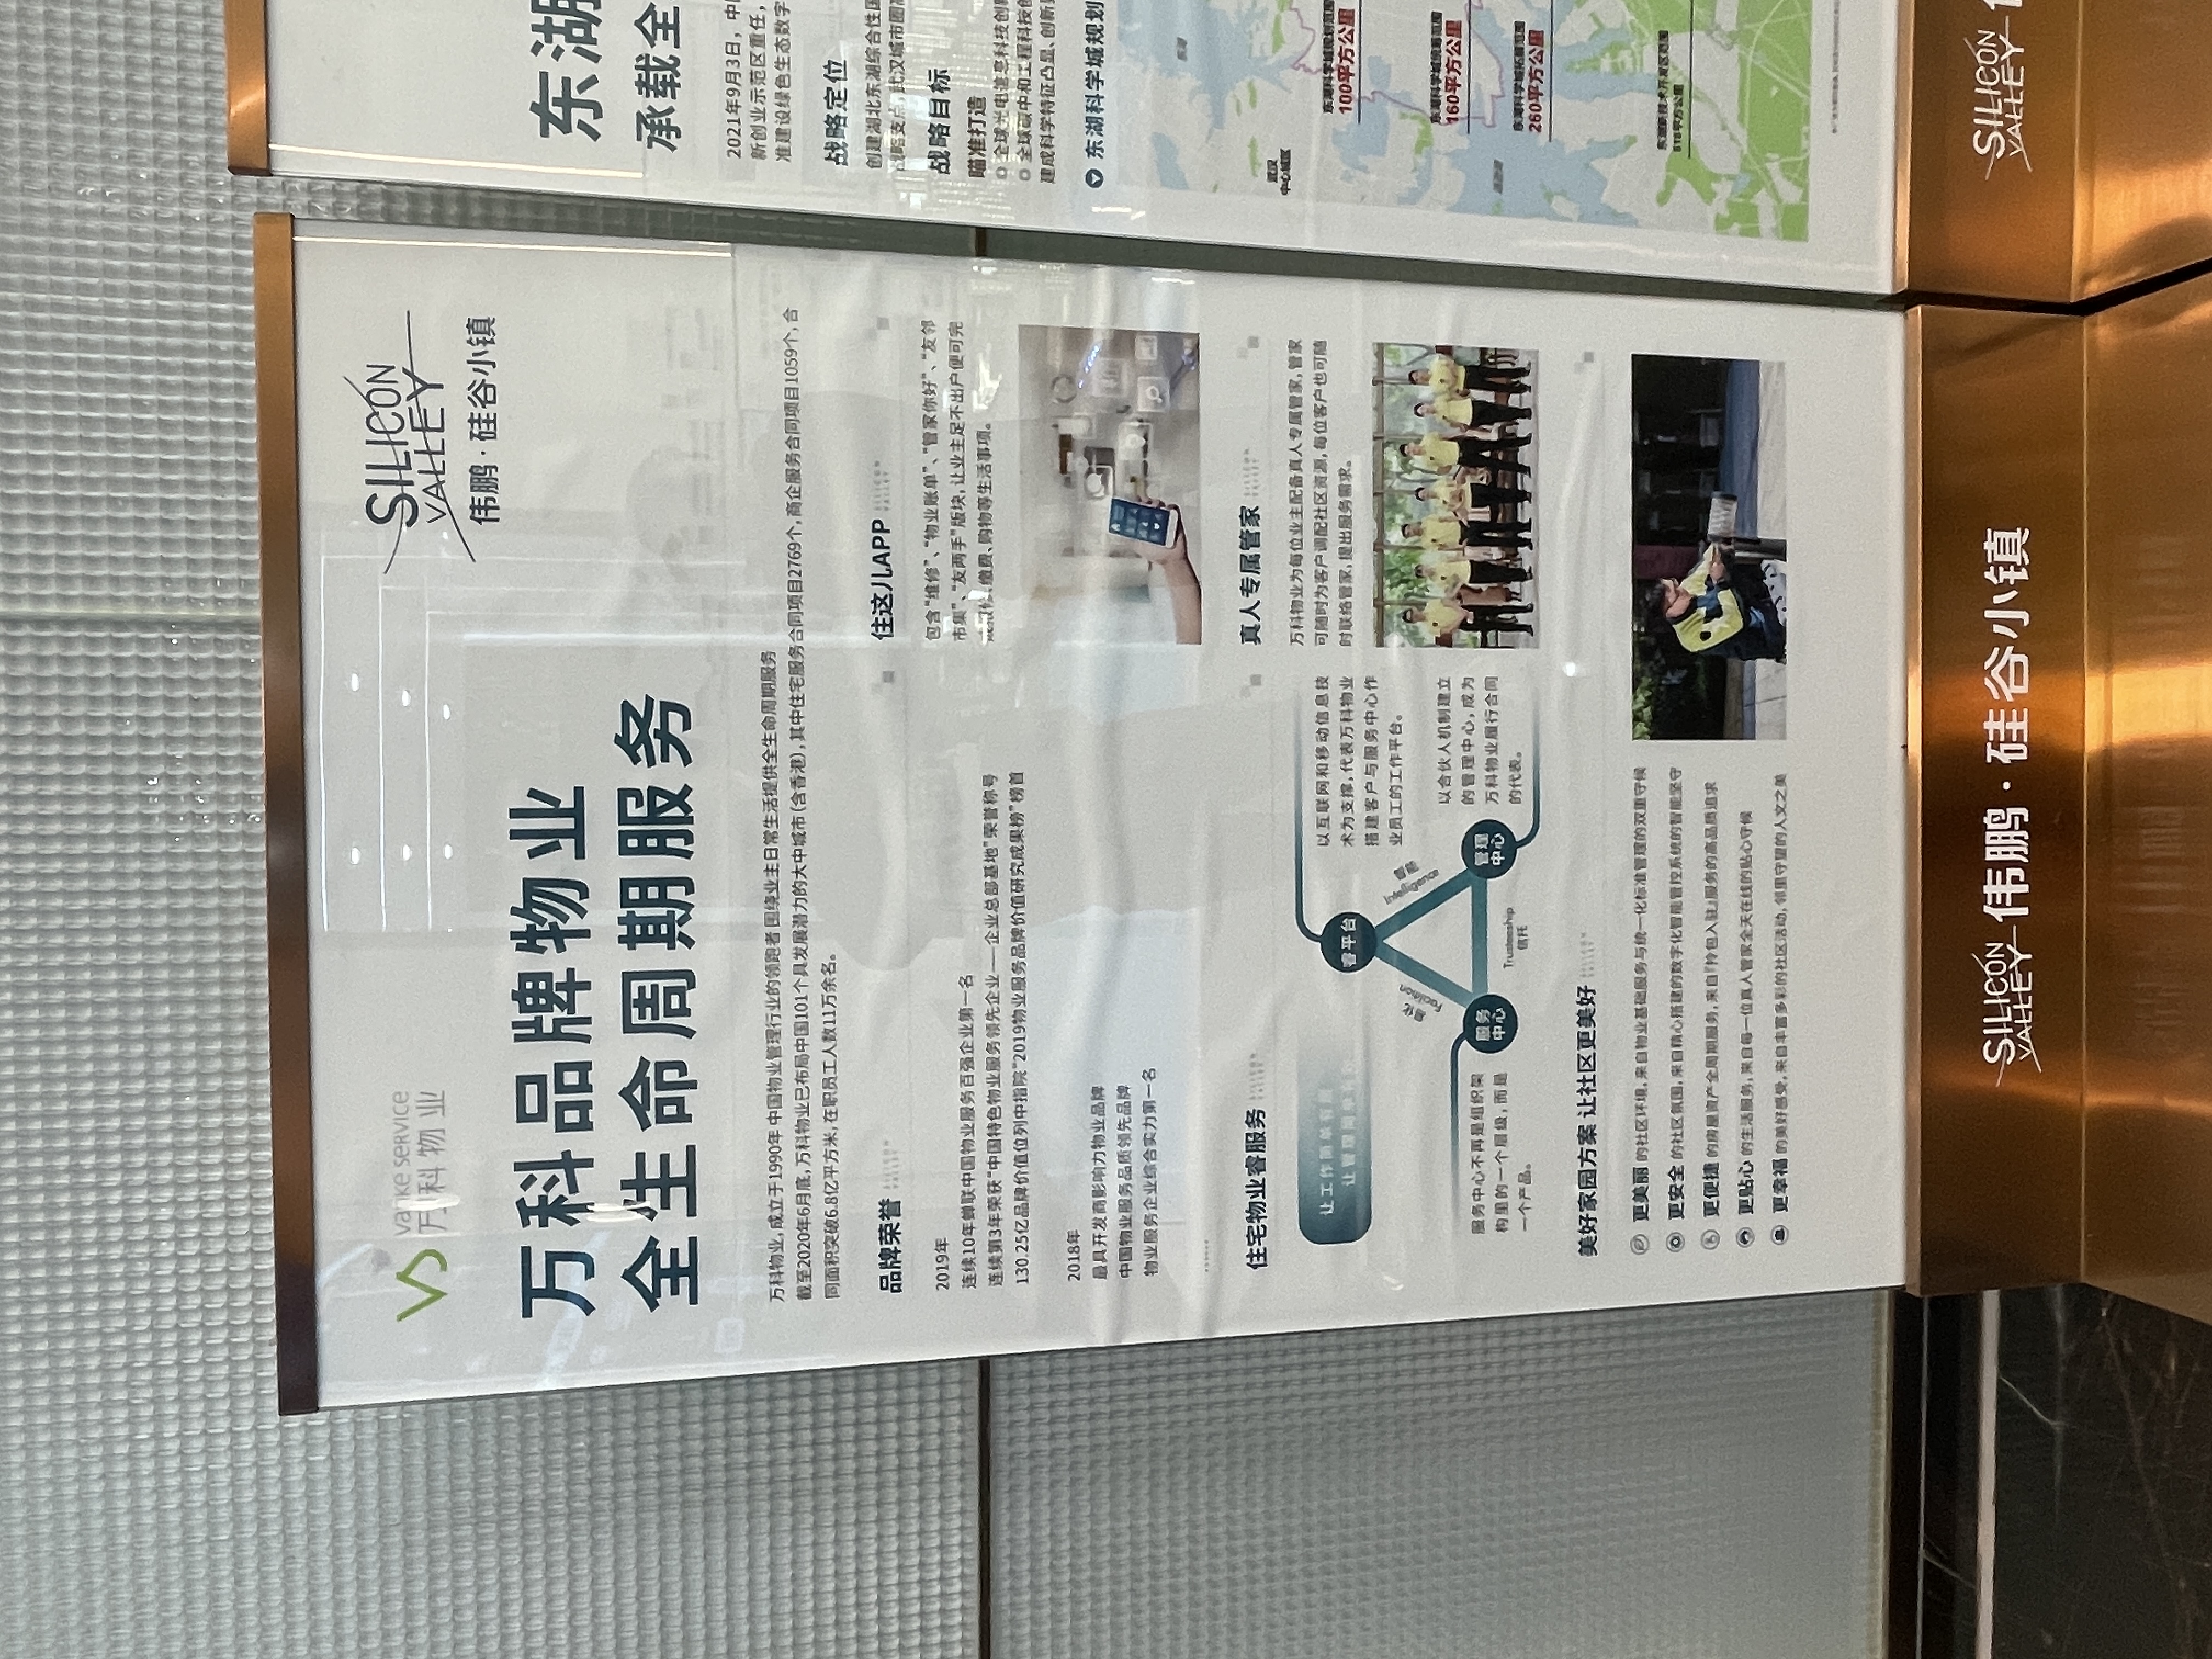 vanke service
万科物业
SILICON
VALLEY
伟鹏·硅谷小镇
万科品牌物业
全生命周期服务
万科物业,成立于1990年 中国物业管理行业的领跑者 围绕业主日常生活提供全生命周期服务
截至2020年6月底,万科物业已布局中国101个具发展潜力的大中城市(含香港),其中住宅服务合同项目2769个,商企服务合同项目1059个,合
同面积突破6.8亿平方米,在职员工人数11万余名。
品牌荣誉
2019年
连续10年蝉联中国物业服务百强企业第一名
连续第3年荣获“中国特色物业服务领先企业——企业总部基地”荣誉称号
130.25亿品牌价值位列中指院“2019物业服务品牌价值研究成果榜”榜首
2018年
最具开发商影响力物业品牌
中国物业服务品质领先品牌
物业服务企业综合实力第一名
......
住这儿APP
包含“维修”、“物业账单”、“管家你好”、“友邻
市集”、“友两手”版块,让业主足不出户便可完
成报修、缴费、购物等生活事项。
住宅物业睿服务
让工作简单有
让管理简单有
睿平台
易化
Facilition
智能
Intelligence
服务
中心
管理
中心
Trusteeship
信托
以互联网和移动信息技
术为支撑,代表万科物业
搭建客户与服务中心作
业员工的工作平台。
以合伙人机制建立
的管理中心,成为
万科物业履行合同
的代表。
服务中心不再是组织架
构里的一个层级,而是
一个产品。
真人专属管家
万科物业为每位业主配备真人专属管家,管家
可随时为客户调配社区资源,每位客户也可随
时联络管家,提出服务需求。
美好家园方案 让社区更美好
更美丽 的社区环境,来自物业基础服务与统一化标准管理的双重守候
更安全 的社区氛围,来自精心搭建的数字化智能管控系统的智能坚守
更便捷 的房屋资产全周期服务,来自『拎包入驻』服务的高品质追求
更贴心 的生活服务,来自每一位真人管家全天在线的贴心守候
更幸福 的美好感受,来自丰富多彩的社区活动,邻里守望的人文之美
SILICON
VALLEY
伟鹏·硅谷小镇
东湖
承载全
2021年9月3日,中
新创业示范区重任,
准建设绿色生态数字
战略定位
创建湖北东湖综合性国
战略支点,武汉城市圈
战略目标
瞄准打造
全球光电信息科技创
全球碳中和工程科技
建成科学特征凸显、创新
东湖科学城规划
东湖
武汉
中心城区
东湖科学城规划范围
100平方公里
东湖科学城统筹范围
160平方公里
东湖科学城拓展范围
260平方公里
东湖新技术开发区范围
518平方公里
SILICON
VALLEY